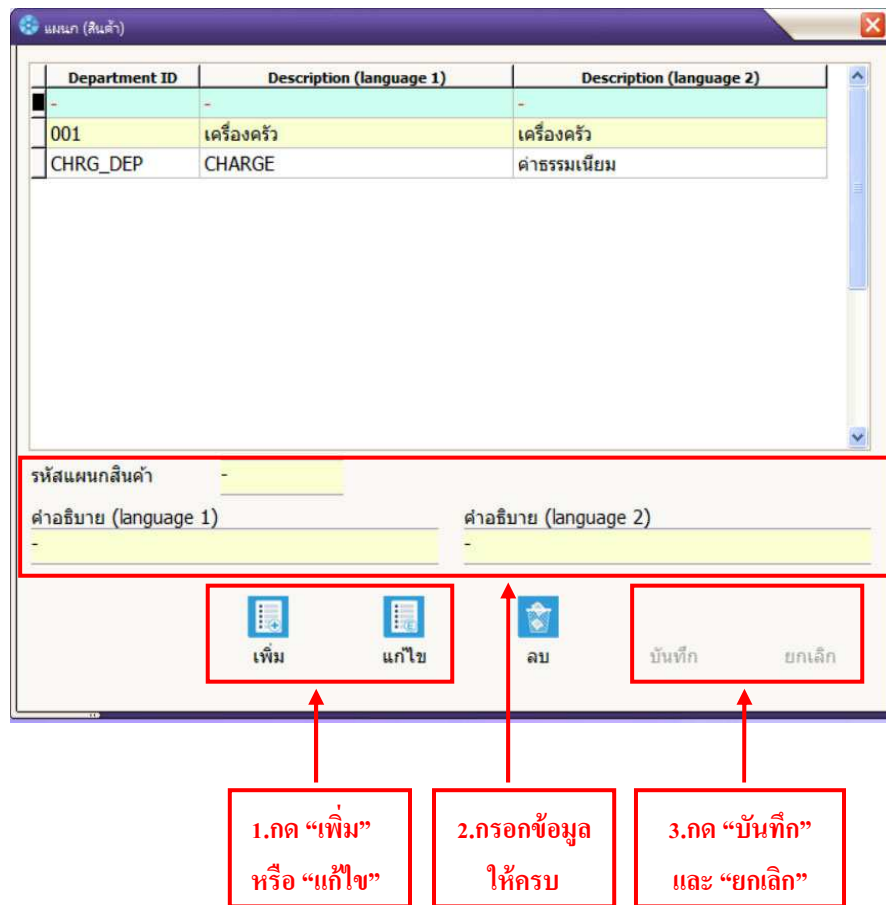 แผนก (สินค้า)
Department ID Description (language 1) Description (language 2)
- - -
001 เครื่องครัว เครื่องครัว
CHRG_DEP CHARGE ค่าธรรมเนียม
รหัสแผนกสินค้า -
คำอธิบาย (language 1) คำอธิบาย (language 2)
- -
เพิ่ม แก้ไข ลบ บันทึก ยกเลิก
1.กด “เพิ่ม”
หรือ “แก้ไข”
2.กรอกข้อมูล
ให้ครบ
3.กด “บันทึก”
และ “ยกเลิก”